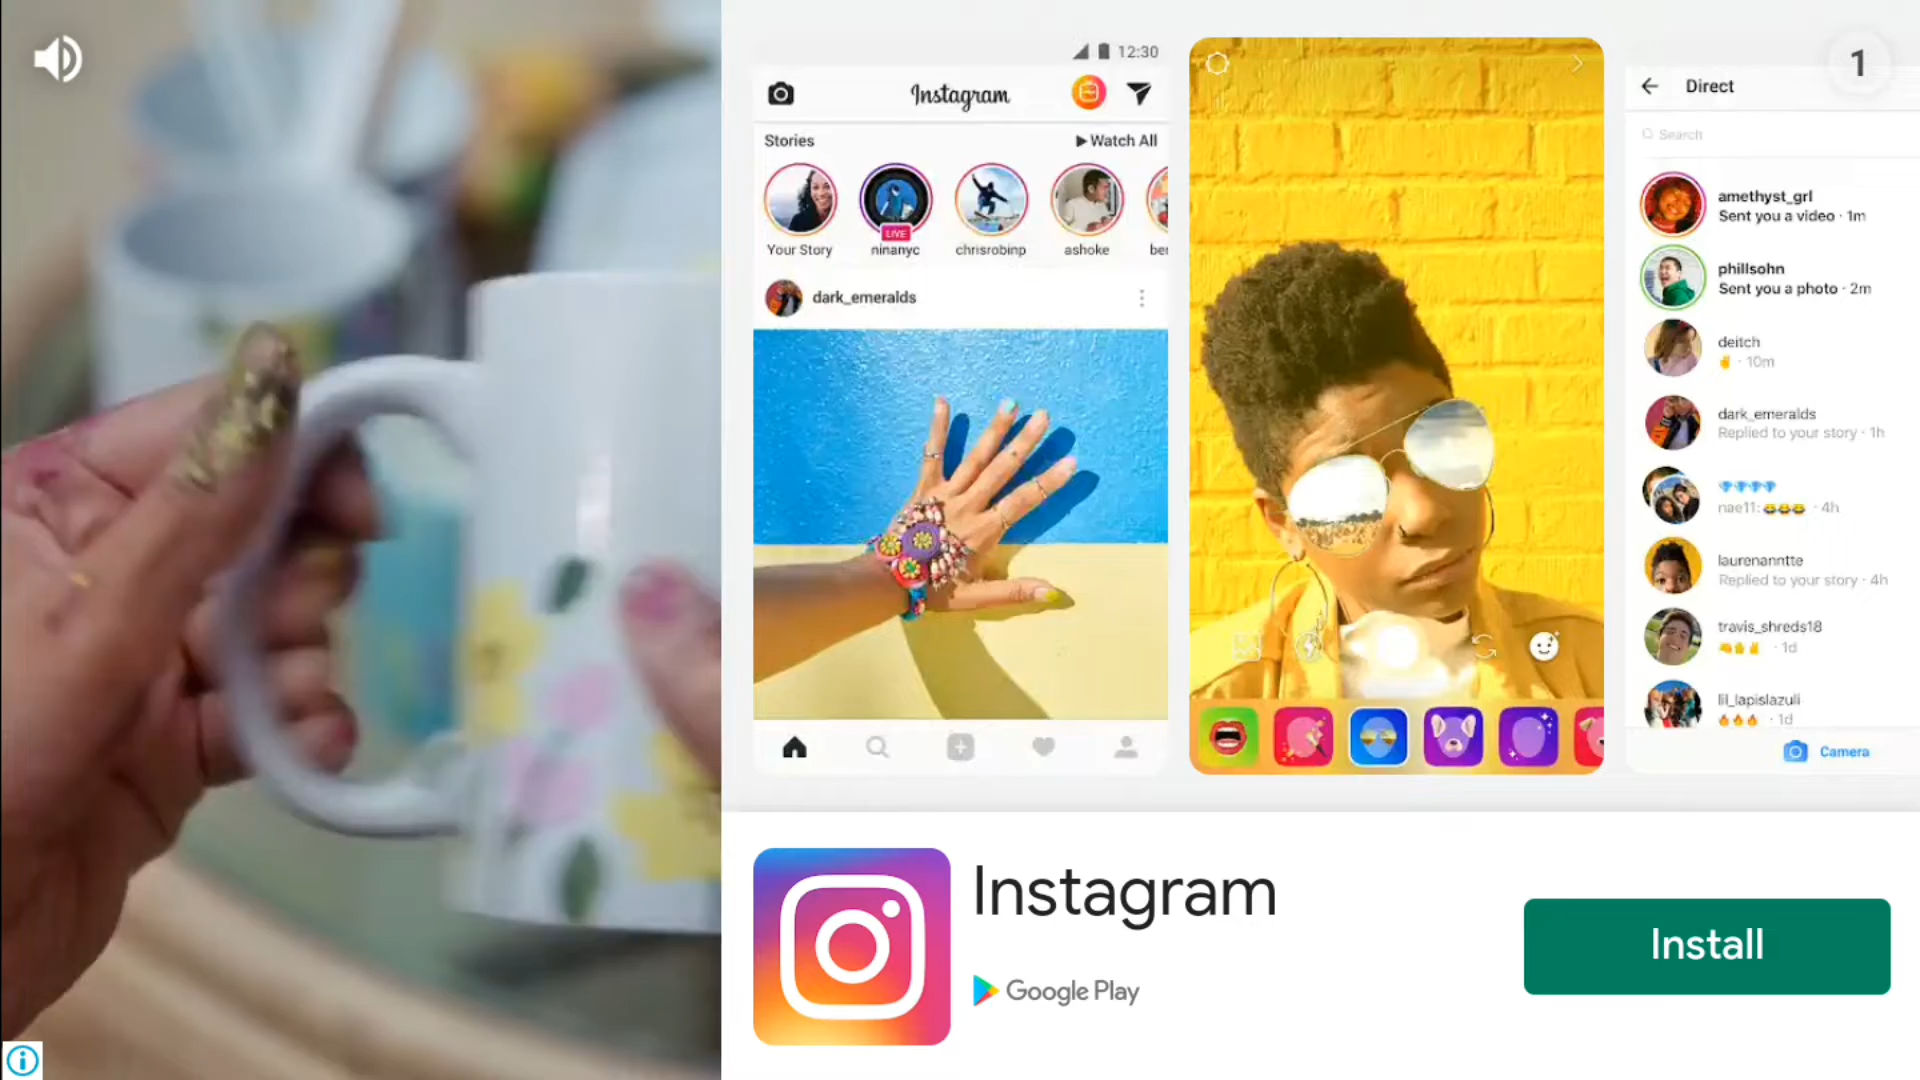 12:30
Instagram
Stories
Watch All
LIVE
Your Story
ninanyc
chrisrobinp
ashoke
dark_emeralds
1
Direct
Search
amethyst_grl
Sent you a video · 1m
phillsohn
Sent you a photo · 2m
deitch
✌️ · 10m
dark_emeralds
Replied to your story · 1h
💎💎💎💎
nae11: 😂😂😂 · 4h
laurenanntte
Replied to your story · 4h
travis_shreds18
· 1d
lil_lapislazuli
🔥🔥🔥 · 1d
Camera
Instagram
Google Play
Install